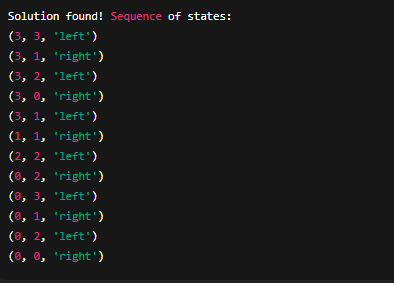 Solution found! Sequence of states:
(3, 3, 'left')
(3, 1, 'right')
(3, 2, 'left')
(3, 0, 'right')
(3, 1, 'left')
(1, 1, 'right')
(2, 2, 'left')
(0, 2, 'right')
(0, 3, 'left')
(0, 1, 'right')
(0, 2, 'left')
(0, 0, 'right')